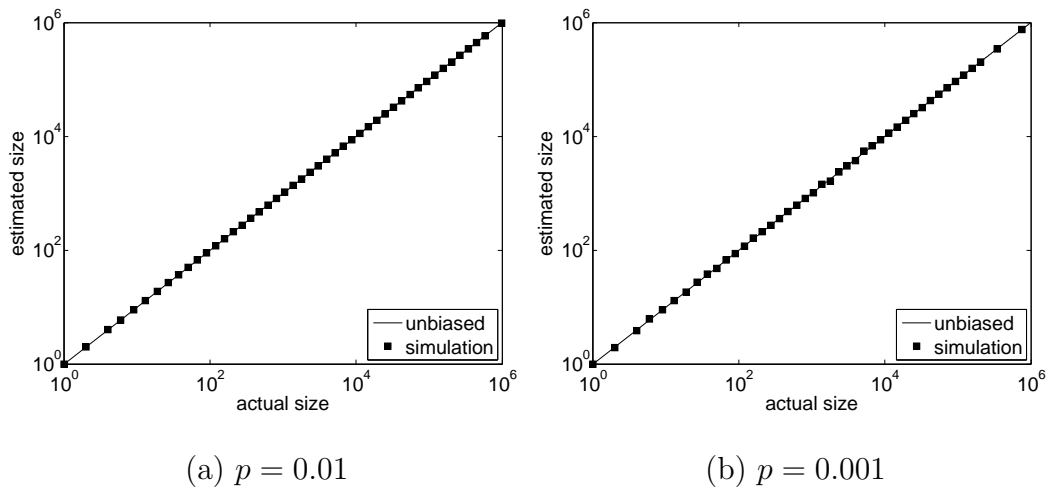 10^6
10^4
10^2
10^0
estimated size
unbiased
simulation
10^0 10^2 10^4 10^6
actual size
(a) p = 0.01
10^6
10^4
10^2
10^0
estimated size
unbiased
simulation
10^0 10^2 10^4 10^6
actual size
(b) p = 0.001